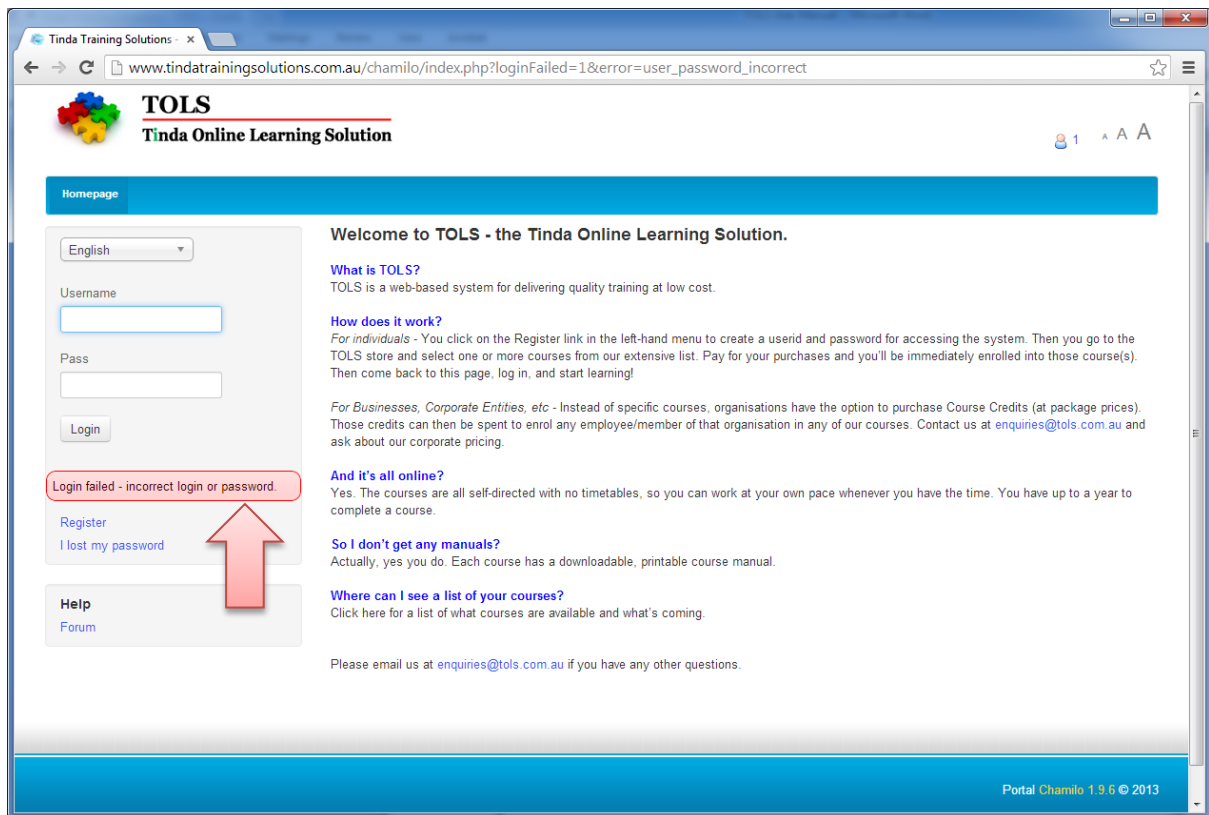 Tinda Training Solutions - ×
www.tindatrainingsolutions.com.au/chamilo/index.php?loginFailed=1&error=user_password_incorrect
TOLS
Tinda Online Learning Solution
1 A A A
Homepage
English
Username
Pass
Login
Login failed - incorrect login or password.
Register
I lost my password
Help
Forum
Welcome to TOLS - the Tinda Online Learning Solution.
What is TOLS?
TOLS is a web-based system for delivering quality training at low cost.
How does it work?
For individuals - You click on the Register link in the left-hand menu to create a userid and password for accessing the system. Then you go to the
TOLS store and select one or more courses from our extensive list. Pay for your purchases and you'll be immediately enrolled into those course(s).
Then come back to this page, log in, and start learning!
For Businesses, Corporate Entities, etc - Instead of specific courses, organisations have the option to purchase Course Credits (at package prices).
Those credits can then be spent to enrol any employee/member of that organisation in any of our courses. Contact us at enquiries@tols.com.au and
ask about our corporate pricing.
And it's all online?
Yes. The courses are all self-directed with no timetables, so you can work at your own pace whenever you have the time. You have up to a year to
complete a course.
So I don't get any manuals?
Actually, yes you do. Each course has a downloadable, printable course manual.
Where can I see a list of your courses?
Click here for a list of what courses are available and what's coming.
Please email us at enquiries@tols.com.au if you have any other questions.
Portal Chamilo 1.9.6 © 2013